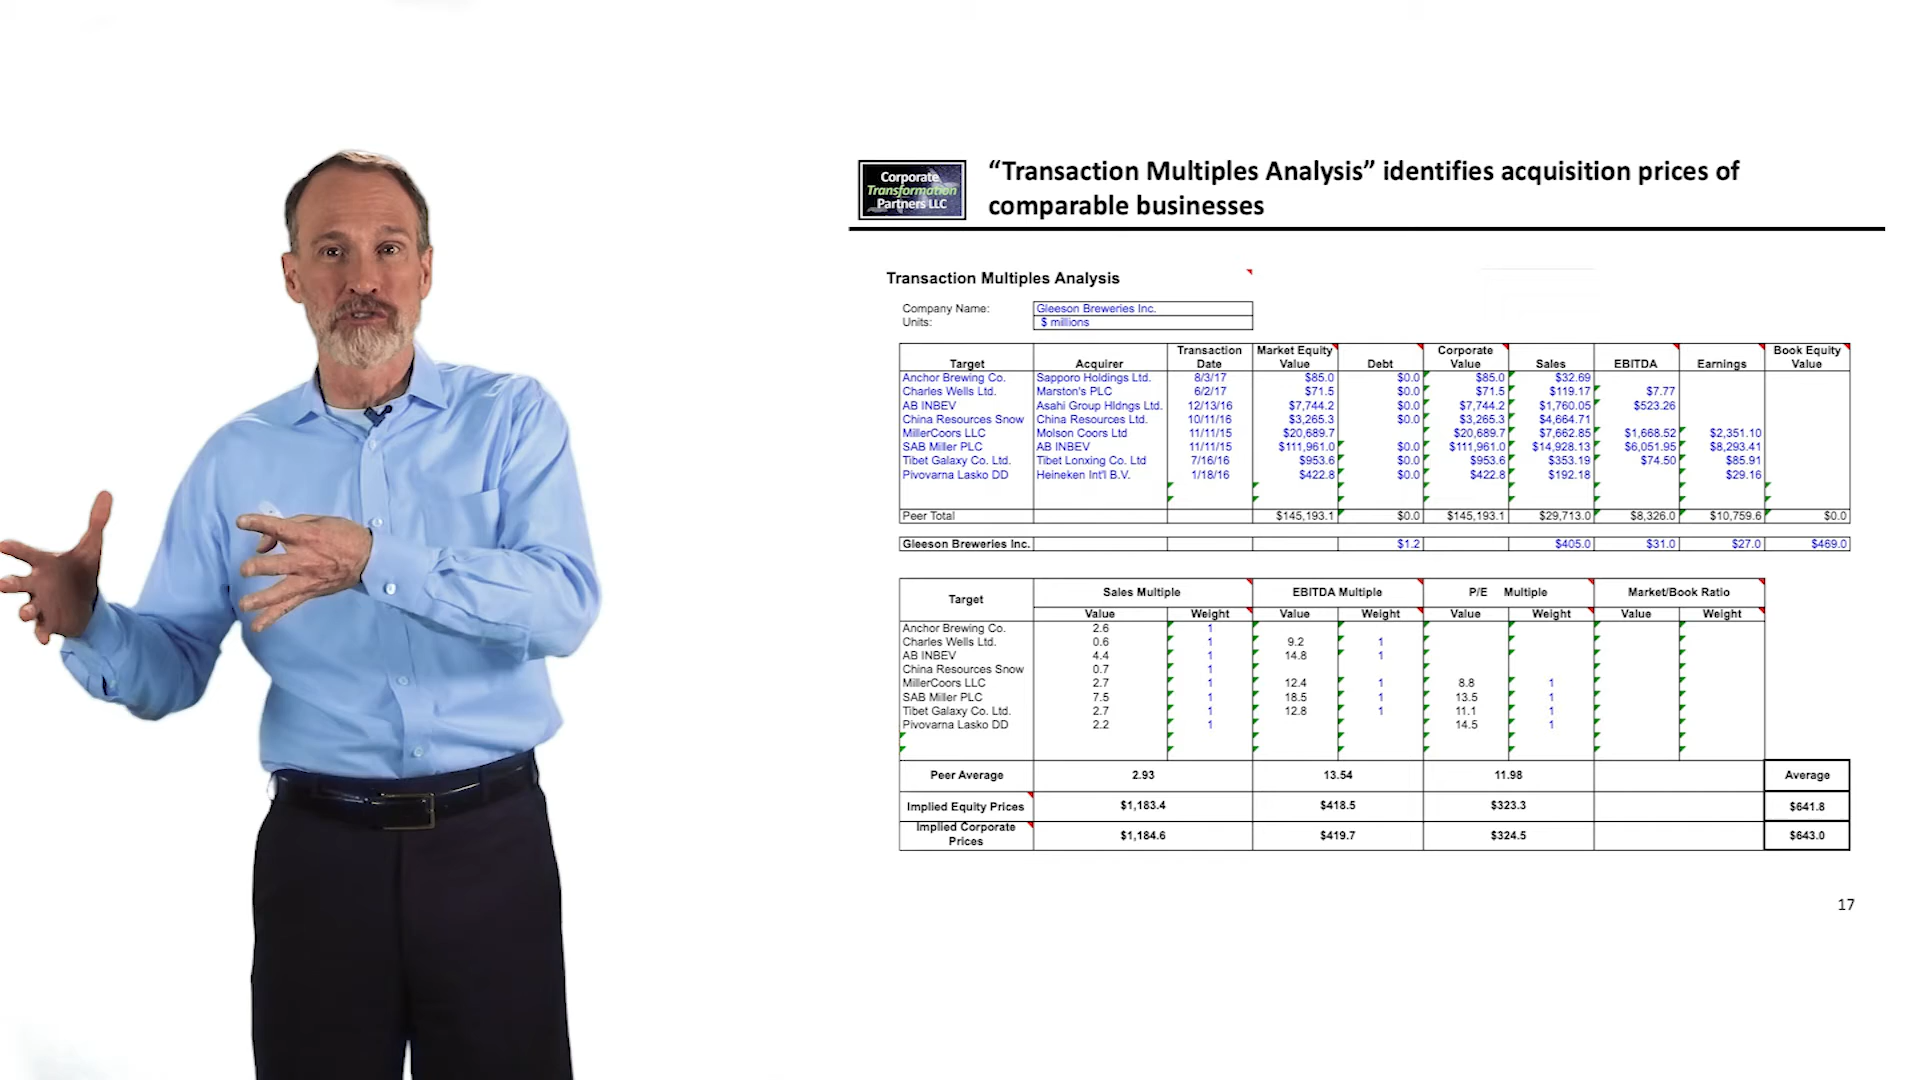 Corporate
Transformation
Partners LLC
“Transaction Multiples Analysis” identifies acquisition prices of
comparable businesses
Transaction Multiples Analysis
Company Name: Gleeson Breweries Inc.
Units: $ millions
Target Acquirer Transaction Date Market Equity Value Debt Corporate Value Sales EBITDA Earnings Book Equity Value
Anchor Brewing Co. Sapporo Holdings Ltd. 8/3/17 $85.0 $0.0 $85.0 $32.69
Charles Wells Ltd. Marston's PLC 6/2/17 $71.5 $0.0 $71.5 $119.17 $7.77
AB INBEV Asahi Group Hldngs Ltd. 12/13/16 $7,744.2 $0.0 $7,744.2 $1,760.05 $523.26
China Resources Snow China Resources Ltd. 10/11/16 $3,265.3 $0.0 $3,265.3 $4,664.71
MillerCoors LLC Molson Coors Ltd 11/11/15 $20,689.7 $20,689.7 $7,662.85 $1,668.52 $2,351.10
SAB Miller PLC AB INBEV 11/11/15 $111,961.0 $0.0 $111,961.0 $14,928.13 $6,051.95 $8,293.41
Tibet Galaxy Co. Ltd. Tibet Lonxing Co. Ltd 7/16/16 $953.6 $0.0 $953.6 $353.19 $74.50 $85.91
Pivovarna Lasko DD Heineken Int'l B.V. 1/18/16 $422.8 $0.0 $422.8 $192.18 $29.16
Peer Total $145,193.1 $0.0 $145,193.1 $29,713.0 $8,326.0 $10,759.6 $0.0
Gleeson Breweries Inc. $1.2 $405.0 $31.0 $27.0 $469.0
Target Sales Multiple EBITDA Multiple P/E Multiple Market/Book Ratio
Value Weight Value Weight Value Weight Value Weight
Anchor Brewing Co. 2.6 1
Charles Wells Ltd. 0.6 1 9.2 1
AB INBEV 4.4 1 14.8 1
China Resources Snow 0.7 1
MillerCoors LLC 2.7 1 12.4 1 8.8 1
SAB Miller PLC 7.5 1 18.5 1 13.5 1
Tibet Galaxy Co. Ltd. 2.7 1 12.8 1 11.1 1
Pivovarna Lasko DD 2.2 1 14.5 1
Peer Average 2.93 13.54 11.98 Average
Implied Equity Prices $1,183.4 $418.5 $323.3 $641.8
Implied Corporate Prices $1,184.6 $419.7 $324.5 $643.0
17